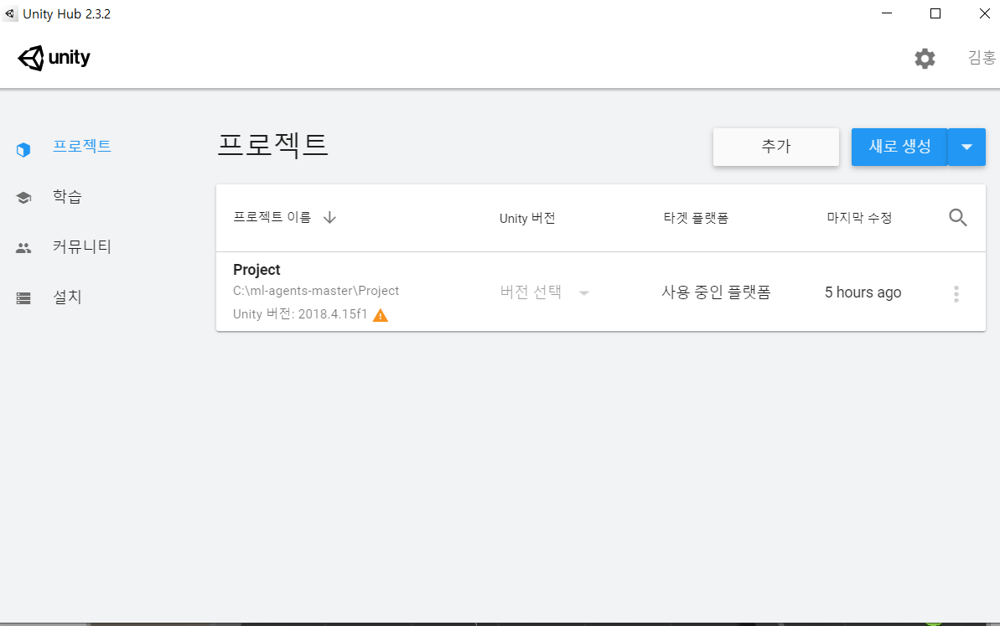 Unity Hub 2.3.2
unity
김홍
프로젝트
학습
커뮤니티
설치
프로젝트
추가
새로 생성
프로젝트 이름 Unity 버전 타겟 플랫폼 마지막 수정
Project
C:\ml-agents-master\Project
Unity 버전: 2018.4.15f1
버전 선택
사용 중인 플랫폼
5 hours ago